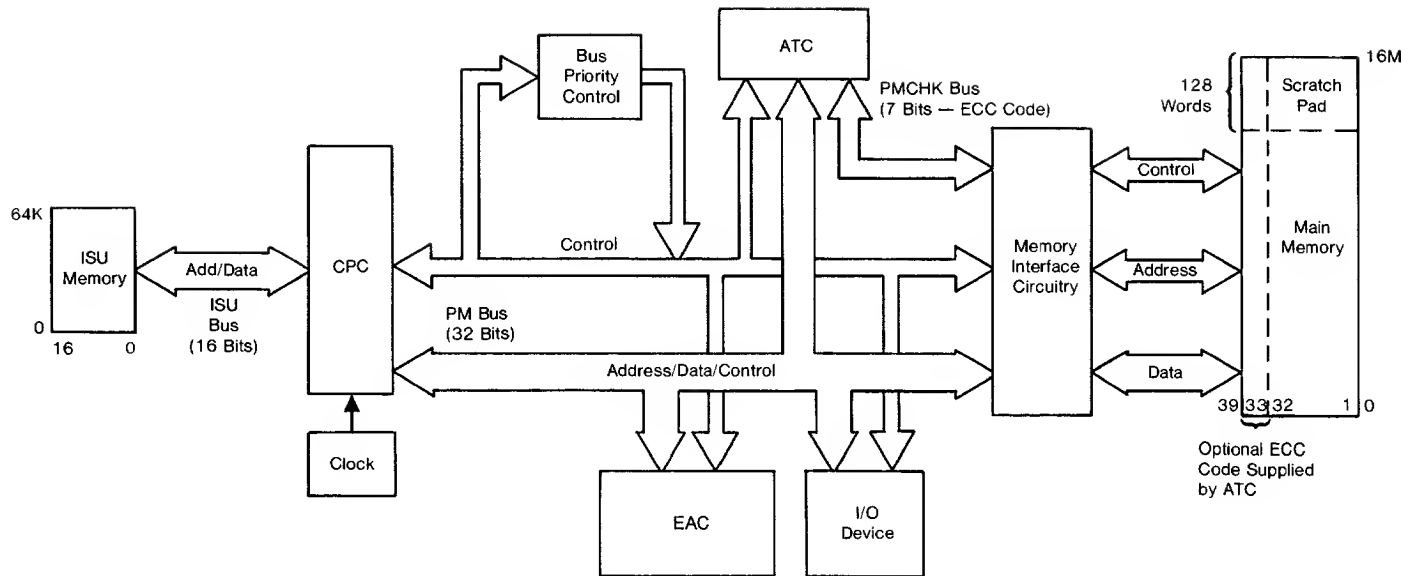 ATC
Bus
Priority
Control
PMCHK Bus
(7 Bits — ECC Code)
16M
128
Words
Scratch
Pad
Control
64K
ISU
Memory
Add/Data
CPC
Control
Memory
Interface
Circuitry
Address
Main
Memory
0
16 0
ISU
Bus
(16 Bits)
PM Bus
(32 Bits)
Address/Data/Control
Data
39 33 32 1 0
Clock
EAC
I/O
Device
Optional ECC
Code Supplied
by ATC